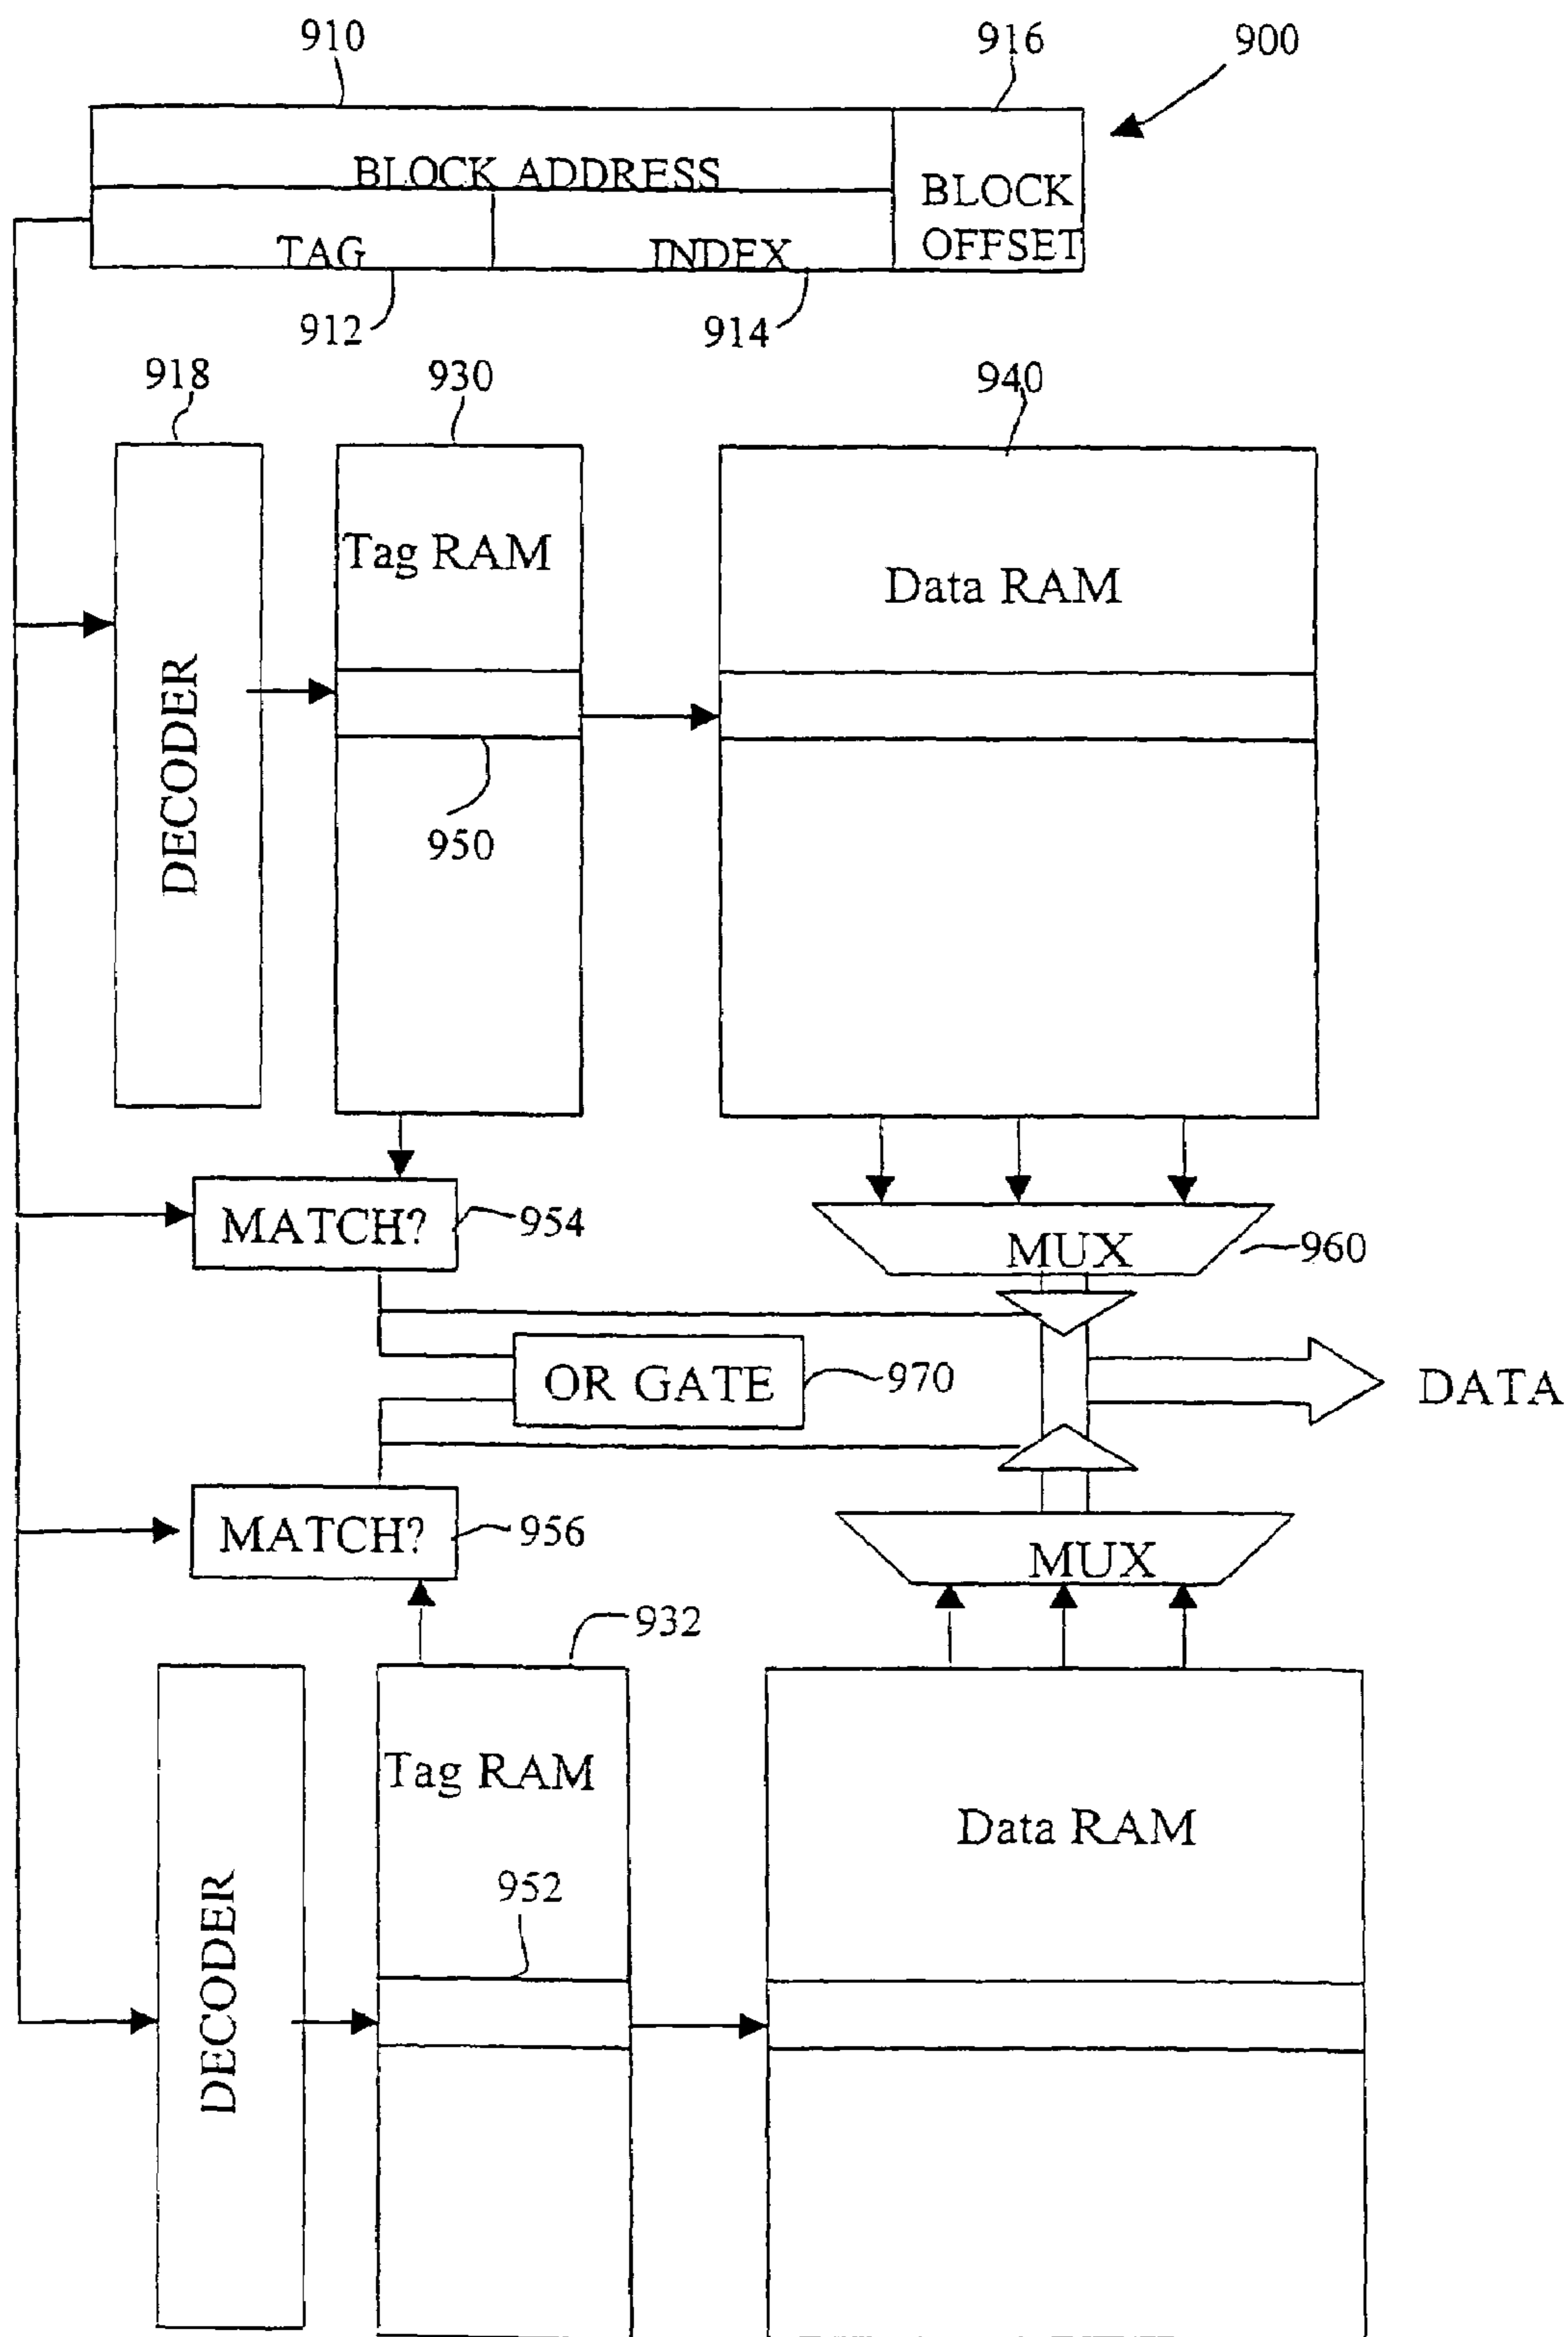 910
916
900
BLOCK ADDRESS
BLOCK
OFFSET
TAG
INDEX
912
914
918
930
940
Tag RAM
Data RAM
DECODER
950
MATCH?
954
MUX
960
OR GATE
970
DATA
MATCH?
956
MUX
932
Tag RAM
Data RAM
952
DECODER